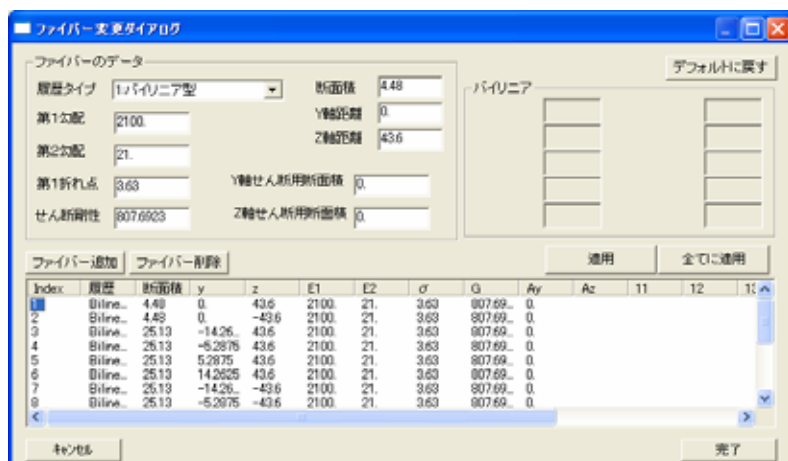 ファイバー変更ダイアログ
ファイバーのデータ
デフォルトに戻す
履歴タイプ 1:バイリニア型 断面積 4.48
バイリニア
第1勾配 2100. Y軸距離 0.
Z軸距離 43.6
第2勾配 21.
第1折れ点 3.63 Y軸せん断用断面積 0.
せん断剛性 807.6923 Z軸せん断用断面積 0.
ファイバー追加 ファイバー削除 適用 全てに適用
Index 履歴 断面積 y z E1 E2 σ G Ay Az 11 12 13
1 Biline... 4.48 0. 43.6 2100. 21. 3.63 807.69... 0.
2 Biline... 4.48 0. -43.6 2100. 21. 3.63 807.69... 0.
3 Biline... 25.13 -14.26... 43.6 2100. 21. 3.63 807.69... 0.
4 Biline... 25.13 -5.2875 43.6 2100. 21. 3.63 807.69... 0.
5 Biline... 25.13 5.2875 43.6 2100. 21. 3.63 807.69... 0.
6 Biline... 25.13 14.2625 43.6 2100. 21. 3.63 807.69... 0.
7 Biline... 25.13 -14.26... -43.6 2100. 21. 3.63 807.69... 0.
8 Biline... 25.13 -5.2875 -43.6 2100. 21. 3.63 807.69... 0.
キャンセル 完了